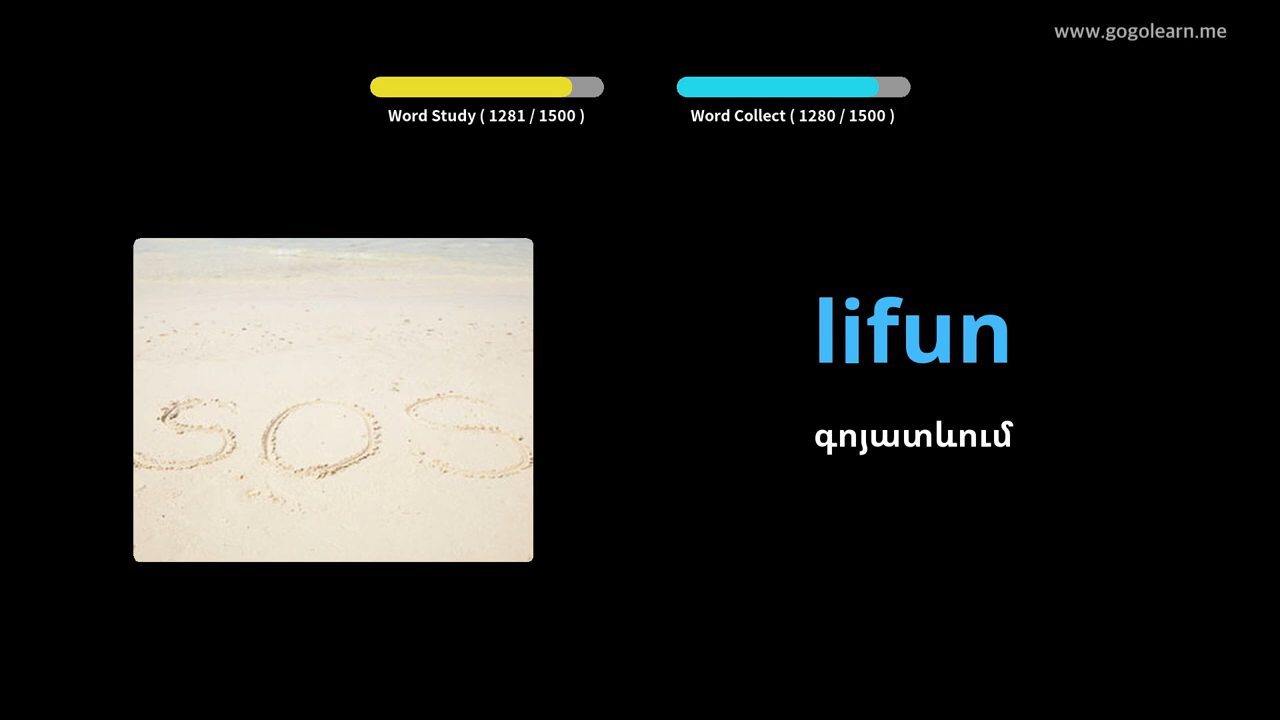 www.gogolearn.me
Word Study ( 1281 / 1500 )
Word Collect ( 1280 / 1500 )
SOS
lifun
գոյատևում